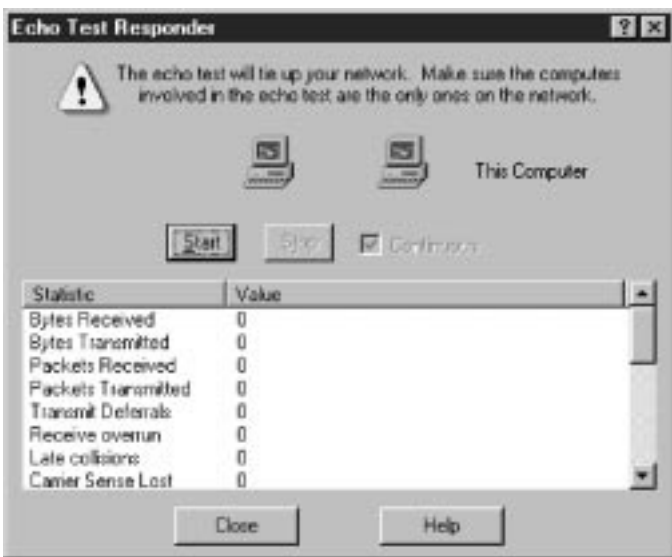 Echo Test Responder
The echo test will tie up your network. Make sure the computers
involved in the echo test are the only ones on the network.
This Computer
Start Stop Continuous
Statistic Value
Bytes Received 0
Bytes Transmitted 0
Packets Received 0
Packets Transmitted 0
Transmit Deferrals 0
Receive overrun 0
Late collisions 0
Carrier Sense Lost 0
Close Help